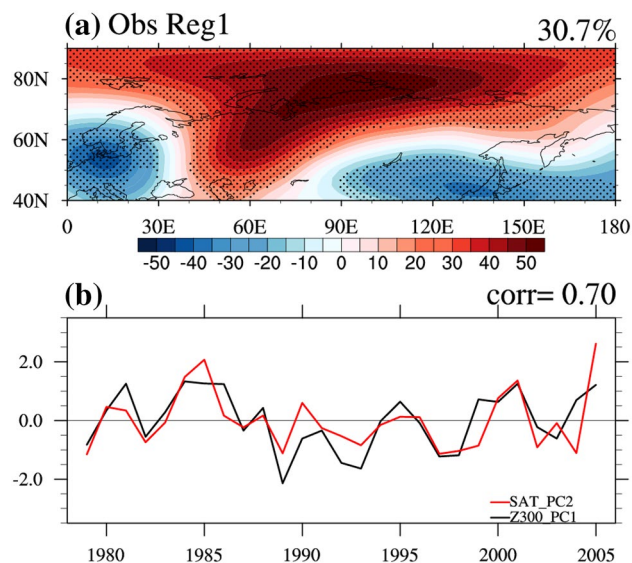 (a) Obs Reg1 30.7%
80N
60N
40N
0 30E 60E 90E 120E 150E 180
-50 -40 -30 -20 -10 0 10 20 30 40 50
(b) corr= 0.70
2.0
0.0
-2.0
SAT_PC2
Z300_PC1
1980 1985 1990 1995 2000 2005